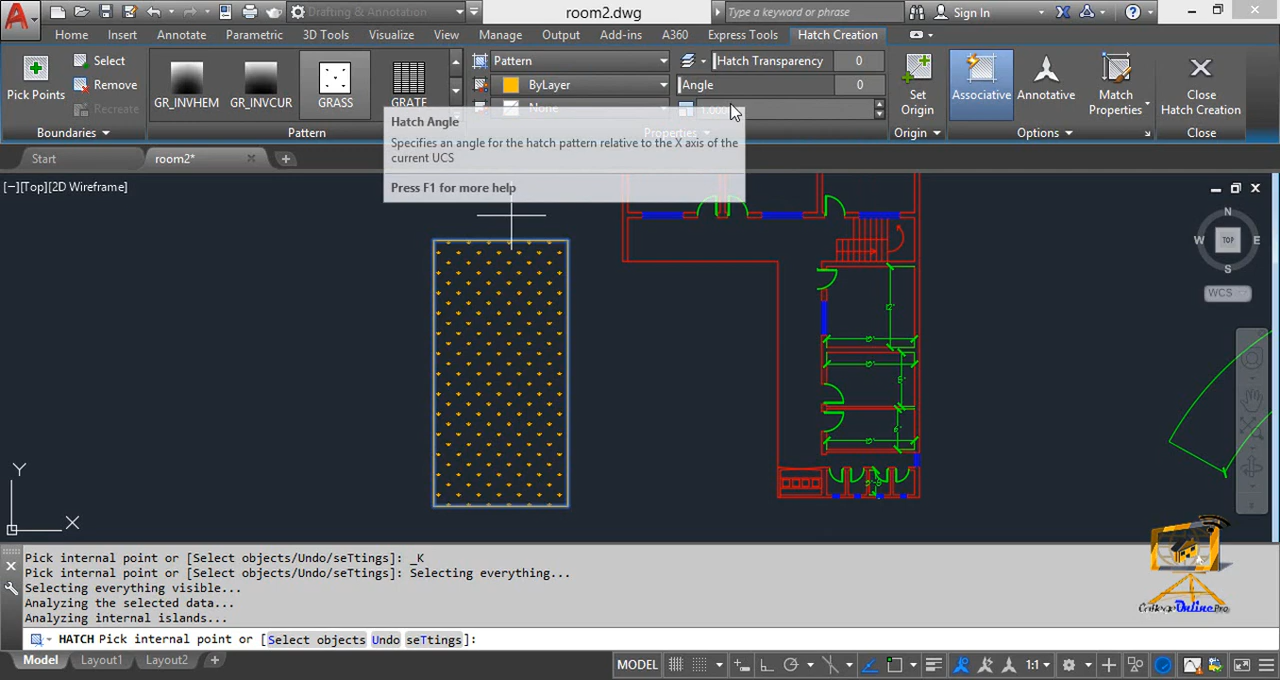 Drafting & Annotation
room2.dwg
Type a keyword or phrase
Sign In
Home Insert Annotate Parametric 3D Tools Visualize View Manage Output Add-ins A360 Express Tools Hatch Creation
Pick Points
Select
Remove
Recreate
Boundaries
GR_INVHEM
GR_INVCUR
GRASS
GRATE
Pattern
Pattern
ByLayer
None
Hatch Transparency 0
Angle 0
Properties
Set Origin
Origin
Associative
Annotative
Match Properties
Options
Close Hatch Creation
Close
Hatch Angle
Specifies an angle for the hatch pattern relative to the X axis of the
current UCS
Press F1 for more help
Start
room2*
[−][Top][2D Wireframe]
N
W TOP E
S
WCS
Y
X
Pick internal point or [Select objects/Undo/seTtings]: _K
Pick internal point or [Select objects/Undo/seTtings]: Selecting everything...
Selecting everything visible...
Analyzing the selected data...
Analyzing internal islands...
HATCH Pick internal point or [Select objects Undo seTtings]:
College Online Pro
Model Layout1 Layout2
MODEL
1:1